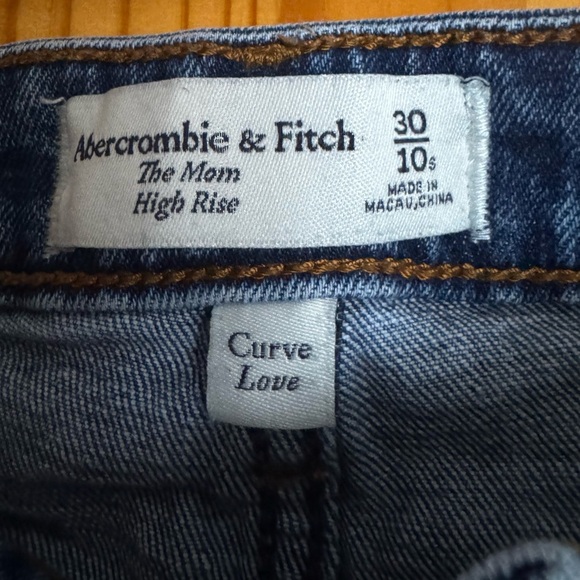 Abercrombie & Fitch
The Mom
High Rise
30
10s
MADE IN
MACAU, CHINA
Curve
Love